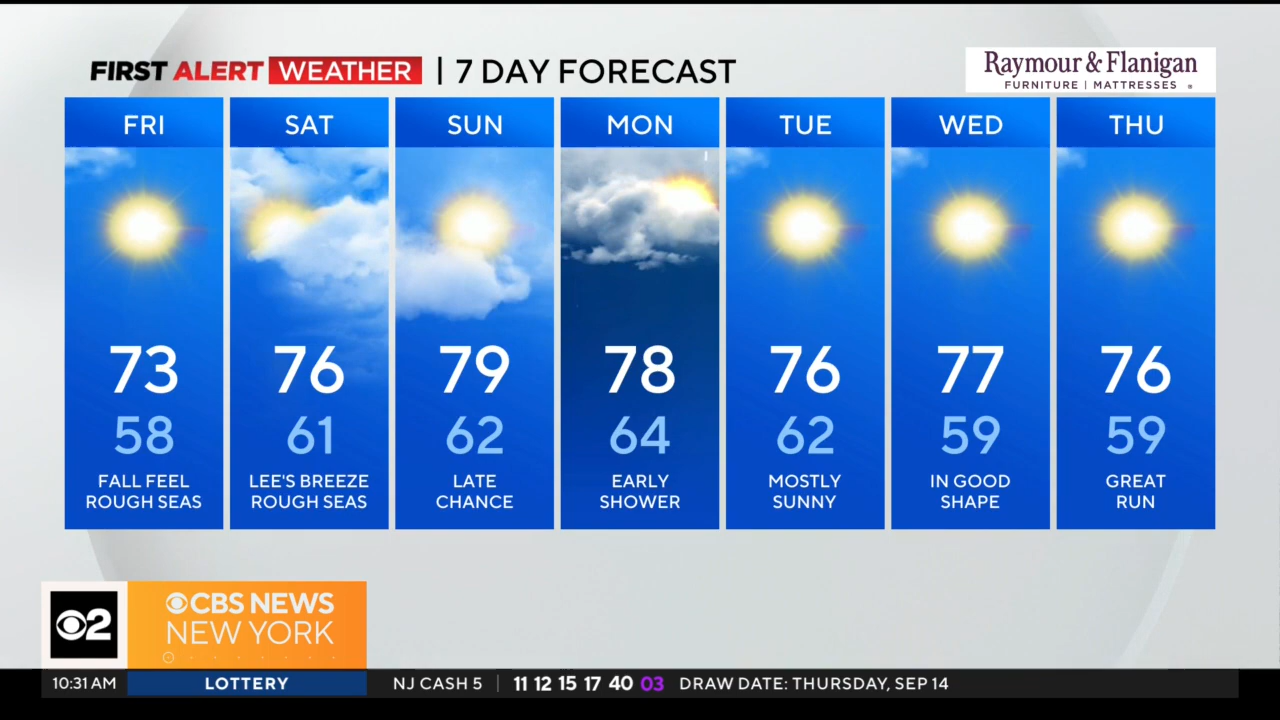 FIRST ALERT WEATHER | 7 DAY FORECAST
Raymour & Flanigan
FURNITURE | MATTRESSES
FRI
73
58
FALL FEEL
ROUGH SEAS
SAT
76
61
LEE'S BREEZE
ROUGH SEAS
SUN
79
62
LATE
CHANCE
MON
78
64
EARLY
SHOWER
TUE
76
62
MOSTLY
SUNNY
WED
77
59
IN GOOD
SHAPE
THU
76
59
GREAT
RUN
2
CBS NEWS
NEW YORK
10:31 AM LOTTERY NJ CASH 5 | 11 12 15 17 40 03 DRAW DATE: THURSDAY, SEP 14